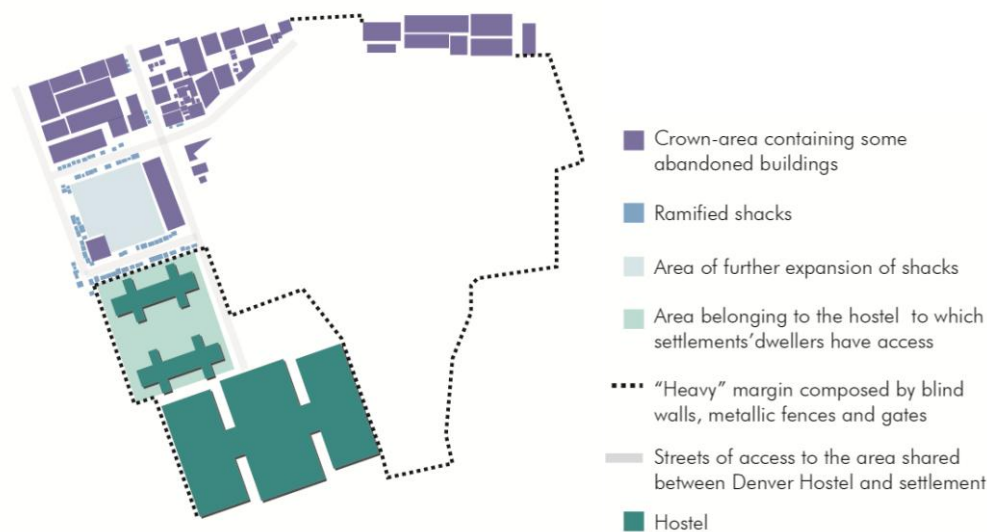 Crown-area containing some
abandoned buildings
Ramified shacks
Area of further expansion of shacks
Area belonging to the hostel to which
settlements'dwellers have access
"Heavy" margin composed by blind
walls, metallic fences and gates
Streets of access to the area shared
between Denver Hostel and settlement
Hostel